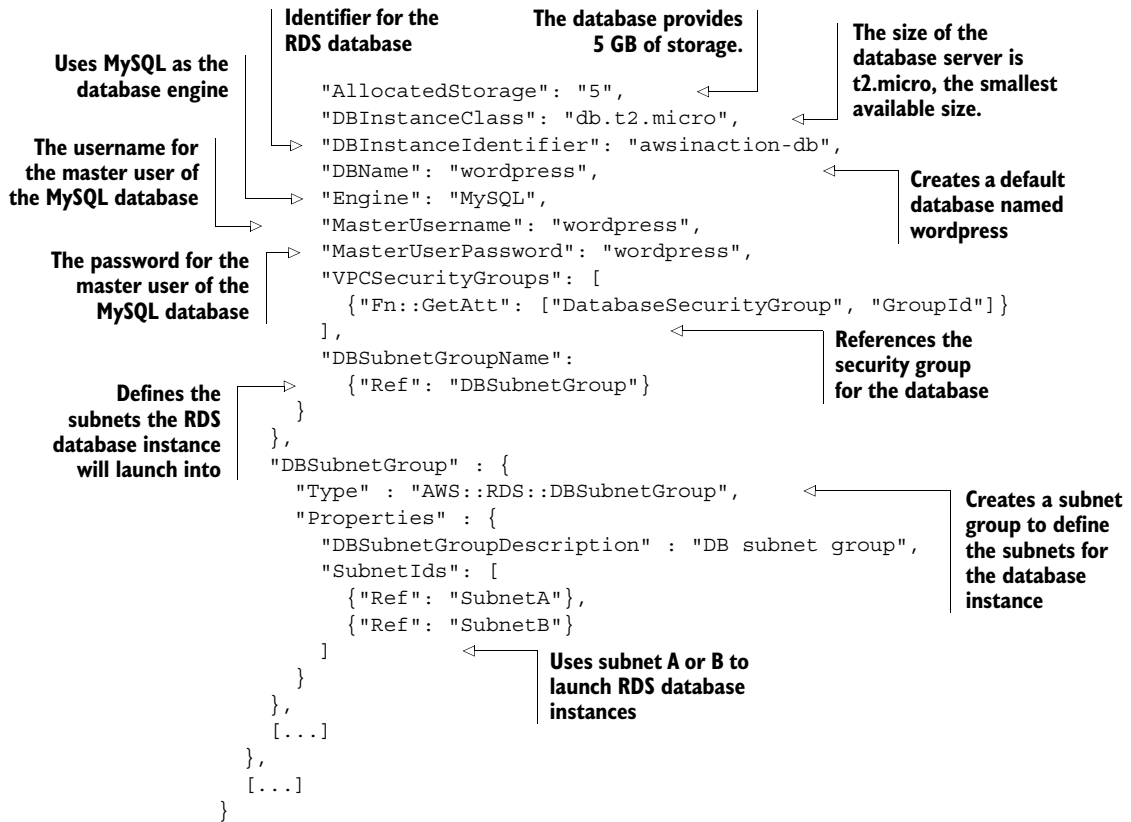 Identifier for the
RDS database
The database provides
5 GB of storage.
The size of the
database server is
t2.micro, the smallest
available size.
Uses MySQL as the
database engine
The username for
the master user of
the MySQL database
The password for the
master user of the
MySQL database
"AllocatedStorage": "5",
"DBInstanceClass": "db.t2.micro",
"DBInstanceIdentifier": "awsinaction-db",
"DBName": "wordpress",
"Engine": "MySQL",
"MasterUsername": "wordpress",
"MasterUserPassword": "wordpress",
"VPCSecurityGroups": [
{"Fn::GetAtt": ["DatabaseSecurityGroup", "GroupId"]}
],
"DBSubnetGroupName":
{"Ref": "DBSubnetGroup"}
}
},
Creates a default
database named
wordpress
References the
security group
for the database
Defines the
subnets the RDS
database instance
will launch into
"DBSubnetGroup" : {
"Type" : "AWS::RDS::DBSubnetGroup",
"Properties" : {
"DBSubnetGroupDescription" : "DB subnet group",
"SubnetIds": [
{"Ref": "SubnetA"},
{"Ref": "SubnetB"}
]
}
},
[...]
},
[...]
}
Creates a subnet
group to define
the subnets for
the database
instance
Uses subnet A or B to
launch RDS database
instances